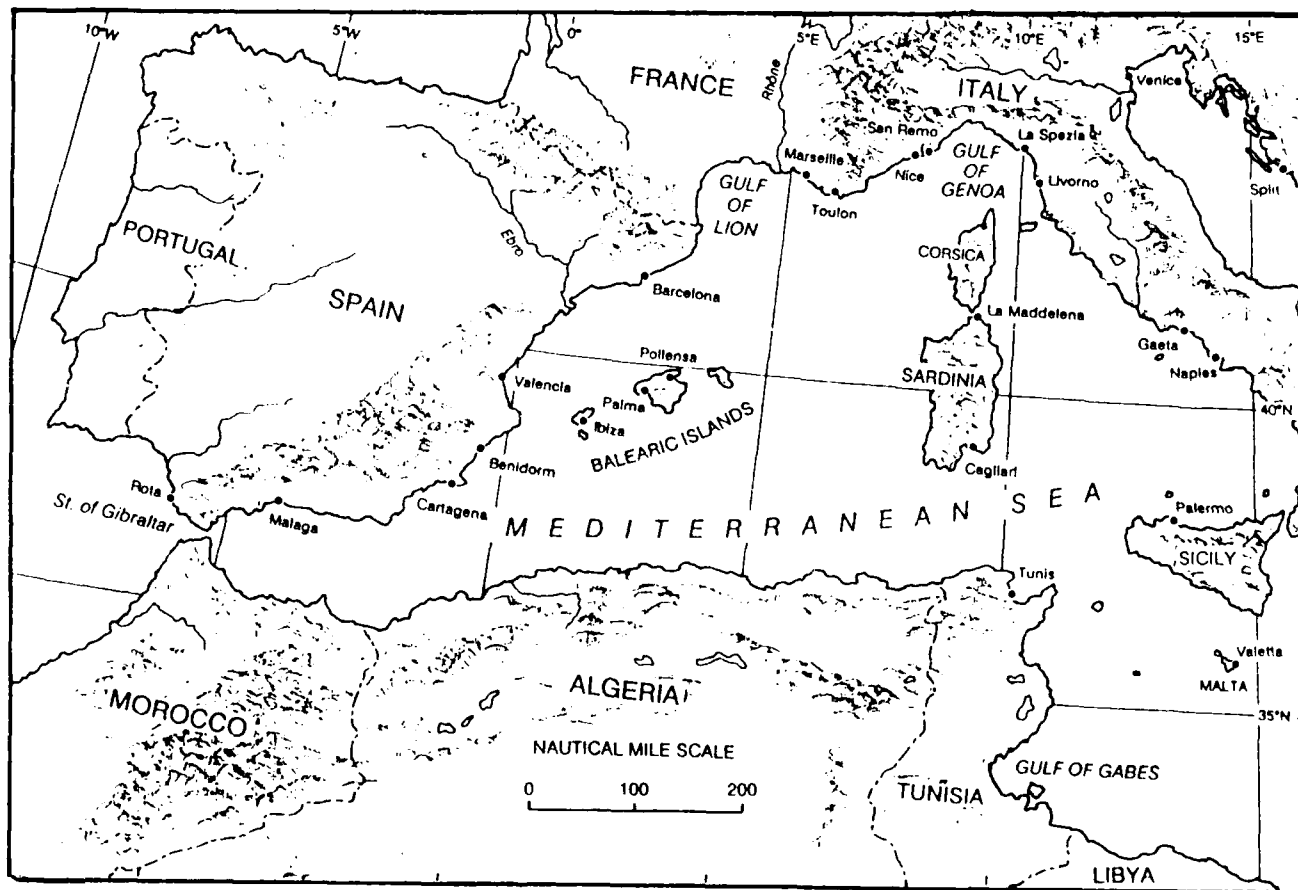 10°W
5°W
0°
5°E
10°E
15°E
FRANCE
Rhône
ITALY
Venice
San Remo
La Spezia
Marseille
Nice
GULF
OF
GENOA
Livorno
Split
GULF
OF
LION
Toulon
PORTUGAL
Ebro
CORSICA
SPAIN
Barcelona
La Maddelena
Gaeta
Pollensa
Naples
Valencia
Palma
SARDINIA
40°N
Ibiza
BALEARIC ISLANDS
Benidorm
Cagliari
Rota
St. of Gibraltar
Malaga
Cartagena
MEDITERRANEAN SEA
Palermo
SICILY
Tunis
Valetta
MALTA
ALGERIA
MOROCCO
35°N
NAUTICAL MILE SCALE
GULF OF GABES
0 100 200
TUNISIA
LIBYA